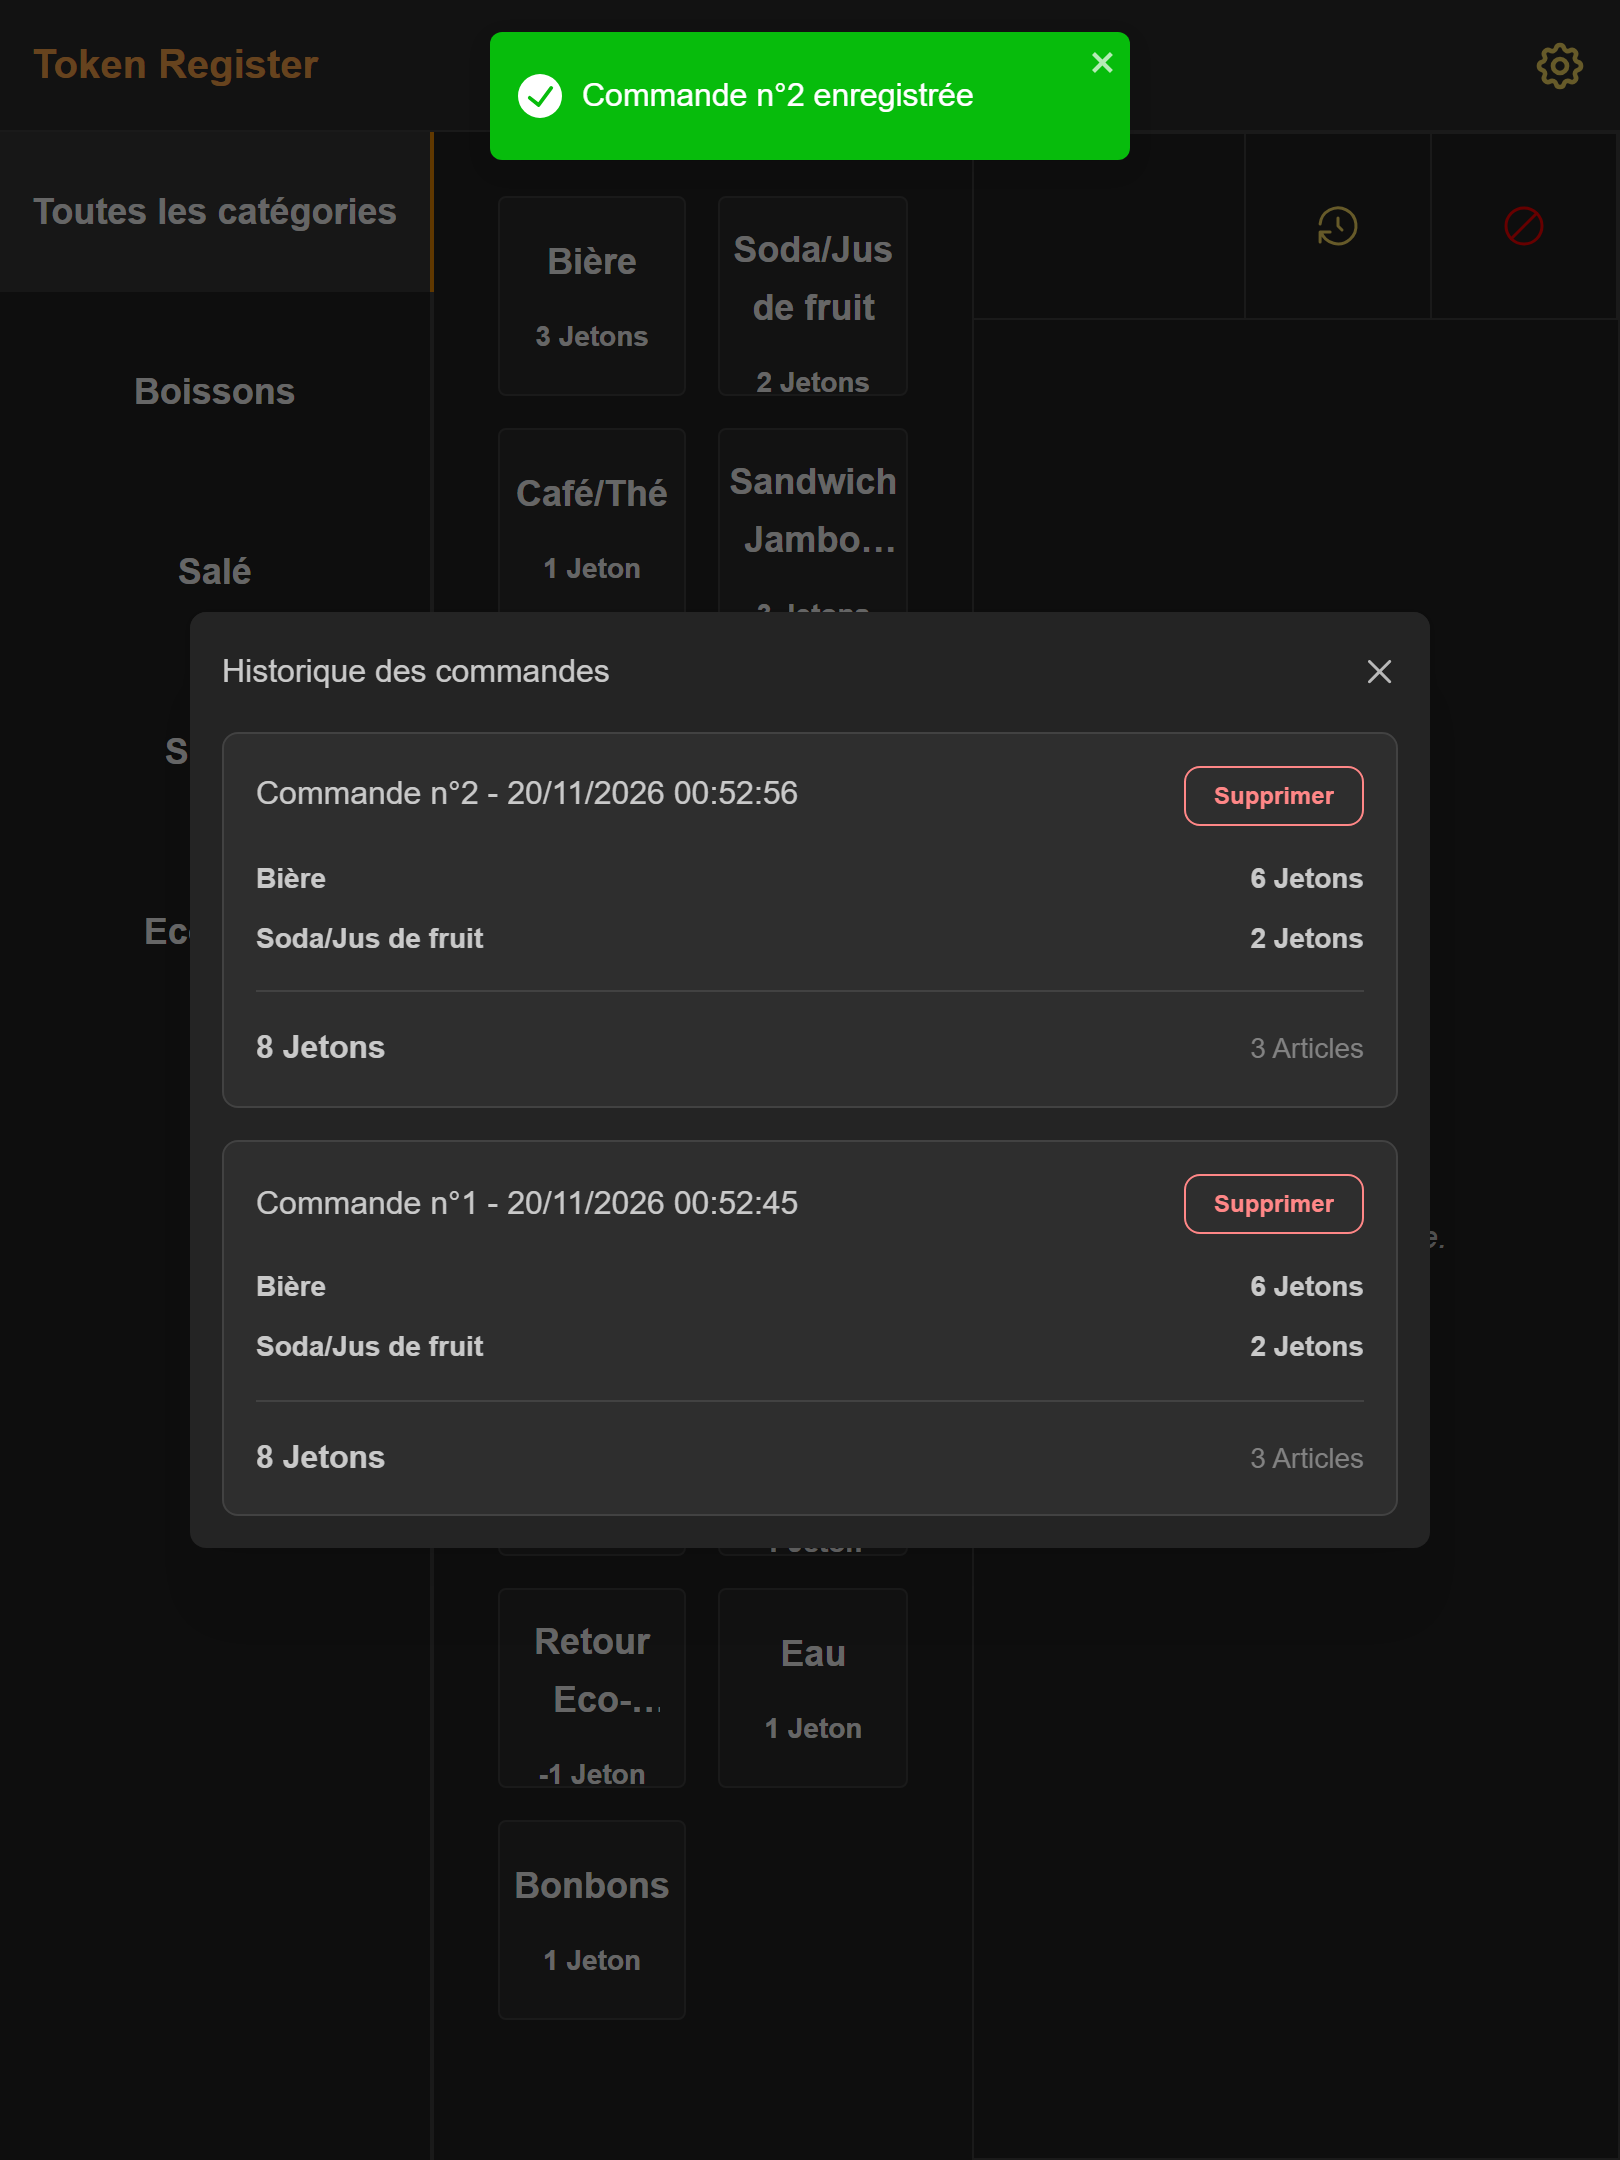 Token Register
Commande n°2 enregistrée
Toutes les catégories
Boissons
Salé
Bière
3 Jetons
Soda/Jus
de fruit
2 Jetons
Café/Thé
1 Jeton
Sandwich
Jambo...
Historique des commandes
Commande n°2 - 20/11/2026 00:52:56
Supprimer
Bière
6 Jetons
Soda/Jus de fruit
2 Jetons
8 Jetons
3 Articles
Commande n°1 - 20/11/2026 00:52:45
Supprimer
Bière
6 Jetons
Soda/Jus de fruit
2 Jetons
8 Jetons
3 Articles
Retour
Eco-...
-1 Jeton
Eau
1 Jeton
Bonbons
1 Jeton